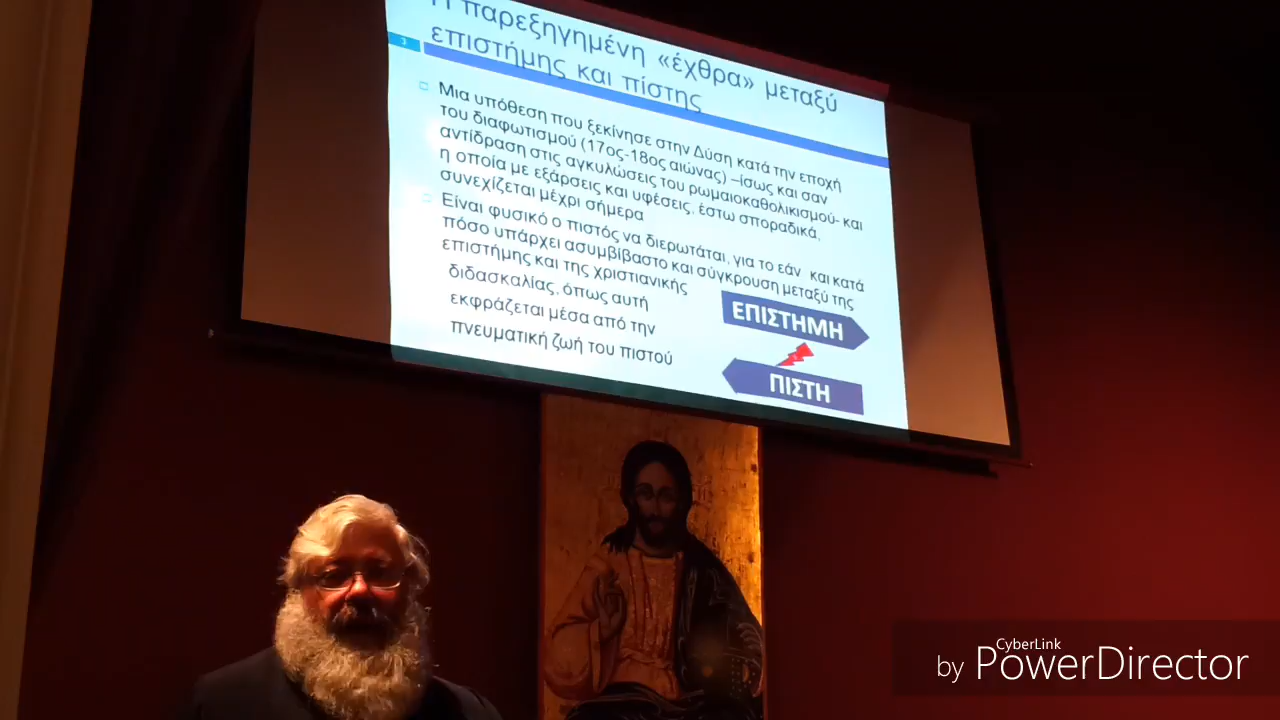 Η παρεξηγημένη «έχθρα» μεταξύ
επιστήμης και πίστης
3
Μια υπόθεση που ξεκίνησε στην Δύση κατά την εποχή
του διαφωτισμού (17ος-18ος αιώνας) –ίσως και σαν
αντίδραση στις αγκυλώσεις του ρωμαιοκαθολικισμού- και
η οποία με εξάρσεις και υφέσεις, έστω σποραδικά,
συνεχίζεται μέχρι σήμερα
Είναι φυσικό ο πιστός να διερωτάται, για το εάν και κατά
πόσο υπάρχει ασυμβίβαστο και σύγκρουση μεταξύ της
επιστήμης και της χριστιανικής
διδασκαλίας, όπως αυτή
εκφράζεται μέσα από την
πνευματική ζωή του πιστού
ΕΠΙΣΤΗΜΗ
ΠΙΣΤΗ
CyberLink
by PowerDirector